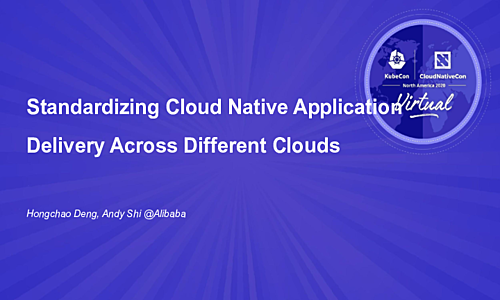 KubeCon CloudNativeCon
North America 2020
Virtual
Standardizing Cloud Native Application
Delivery Across Different Clouds
Hongchao Deng, Andy Shi @Alibaba